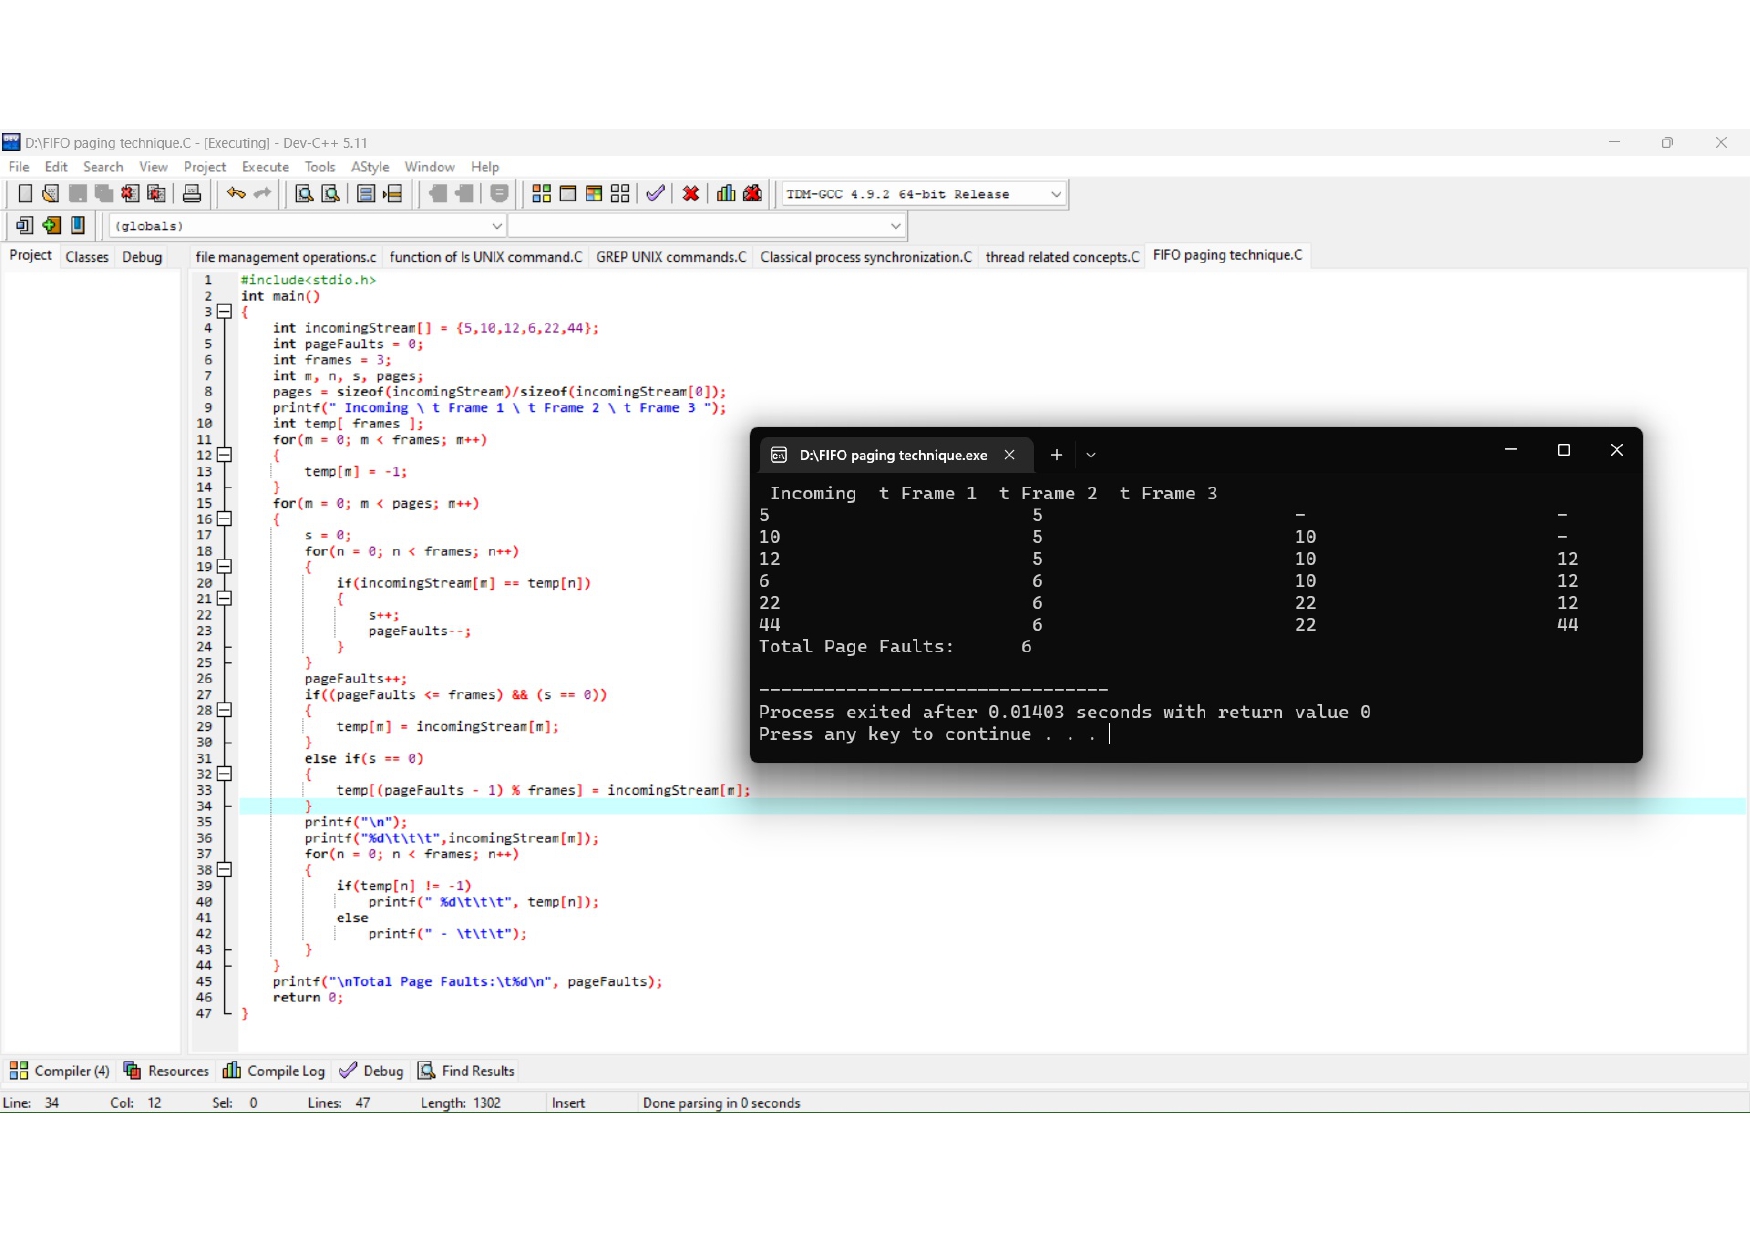 D:\FIFO paging technique.C - [Executing] - Dev-C++ 5.11
File Edit Search View Project Execute Tools AStyle Window Help
TDM-GCC 4.9.2 64-bit Release
(globals)
Project Classes Debug
file management operations.c function of ls UNIX command.C GREP UNIX commands.C Classical process synchronization.C thread related concepts.C FIFO paging technique.C
1 #include<stdio.h>
2 int main()
3 {
4 int incomingStream[] = {5,10,12,6,22,44};
5 int pageFaults = 0;
6 int frames = 3;
7 int m, n, s, pages;
8 pages = sizeof(incomingStream)/sizeof(incomingStream[0]);
9 printf(" Incoming \ t Frame 1 \ t Frame 2 \ t Frame 3 ");
10 int temp[ frames ];
11 for(m = 0; m < frames; m++)
12 {
13 temp[m] = -1;
14 }
15 for(m = 0; m < pages; m++)
16 {
17 s = 0;
18 for(n = 0; n < frames; n++)
19 {
20 if(incomingStream[m] == temp[n])
21 {
22 s++;
23 pageFaults--;
24 }
25 }
26 pageFaults++;
27 if((pageFaults <= frames) && (s == 0))
28 {
29 temp[m] = incomingStream[m];
30 }
31 else if(s == 0)
32 {
33 temp[(pageFaults - 1) % frames] = incomingStream[m];
34 }
35 printf("\n");
36 printf("%d\t\t\t",incomingStream[m]);
37 for(n = 0; n < frames; n++)
38 {
39 if(temp[n] != -1)
40 printf(" %d\t\t\t", temp[n]);
41 else
42 printf(" - \t\t\t");
43 }
44 }
45 printf("\nTotal Page Faults:\t%d\n", pageFaults);
46 return 0;
47 }
D:\FIFO paging technique.exe
Incoming t Frame 1 t Frame 2 t Frame 3
5 5 - -
10 5 10 -
12 5 10 12
6 6 10 12
22 6 22 12
44 6 22 44
Total Page Faults: 6
--------------------------------
Process exited after 0.01403 seconds with return value 0
Press any key to continue . . .
Compiler (4) Resources Compile Log Debug Find Results
Line: 34 Col: 12 Sel: 0 Lines: 47 Length: 1302 Insert Done parsing in 0 seconds